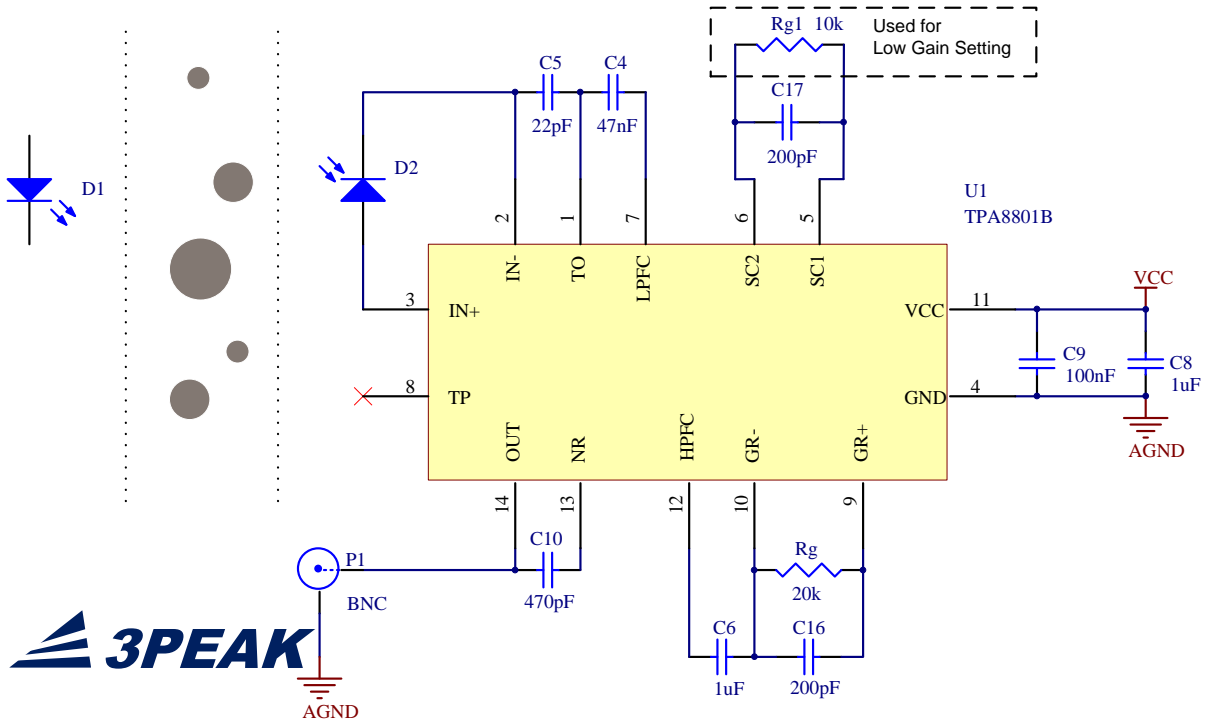 Rg1 10k
Used for
Low Gain Setting
C5
C4
C17
22pF
47nF
200pF
D1
D2
U1
TPA8801B
2
1
7
6
5
IN-
TO
LPFC
SC2
SC1
3
IN+
VCC
11
VCC
C9
100nF
C8
1uF
8
TP
GND
4
AGND
OUT
NR
HPFC
GR-
GR+
14
13
12
10
9
P1
BNC
C10
470pF
Rg
20k
C6
1uF
C16
200pF
3PEAK
AGND